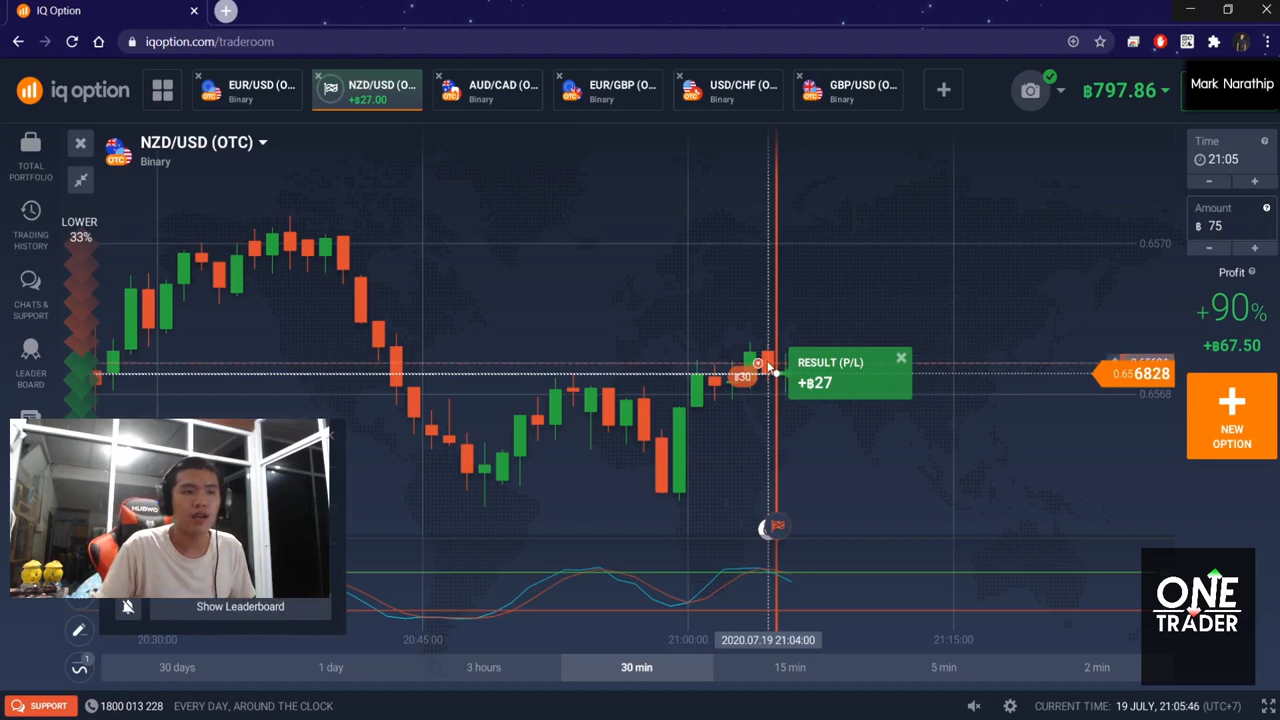 IQ Option
iqoption.com/traderoom
iq option
EUR/USD (O...
Binary
NZD/USD (O...
+฿27.00
AUD/CAD (O...
Binary
EUR/GBP (O...
Binary
USD/CHF (O...
Binary
GBP/USD (O...
Binary
฿797.86
Mark Narathip
TOTAL
PORTFOLIO
TRADING
HISTORY
CHATS &
SUPPORT
LEADER
BOARD
NZD/USD (OTC)
OTC
Binary
LOWER
33%
฿30
RESULT (P/L)
+฿27
0.6570
0.656828
0.6568
Time
21:05
Amount
฿ 75
Profit
+90%
+฿67.50
NEW
OPTION
NUBWO
Show Leaderboard
ONE
TRADER
20:30:00
20:45:00
21:00:00
2020.07.19 21:04:00
21:15:00
1
30 days
1 day
3 hours
30 min
15 min
5 min
2 min
SUPPORT
1800 013 228
EVERY DAY, AROUND THE CLOCK
CURRENT TIME: 19 JULY, 21:05:46 (UTC+7)